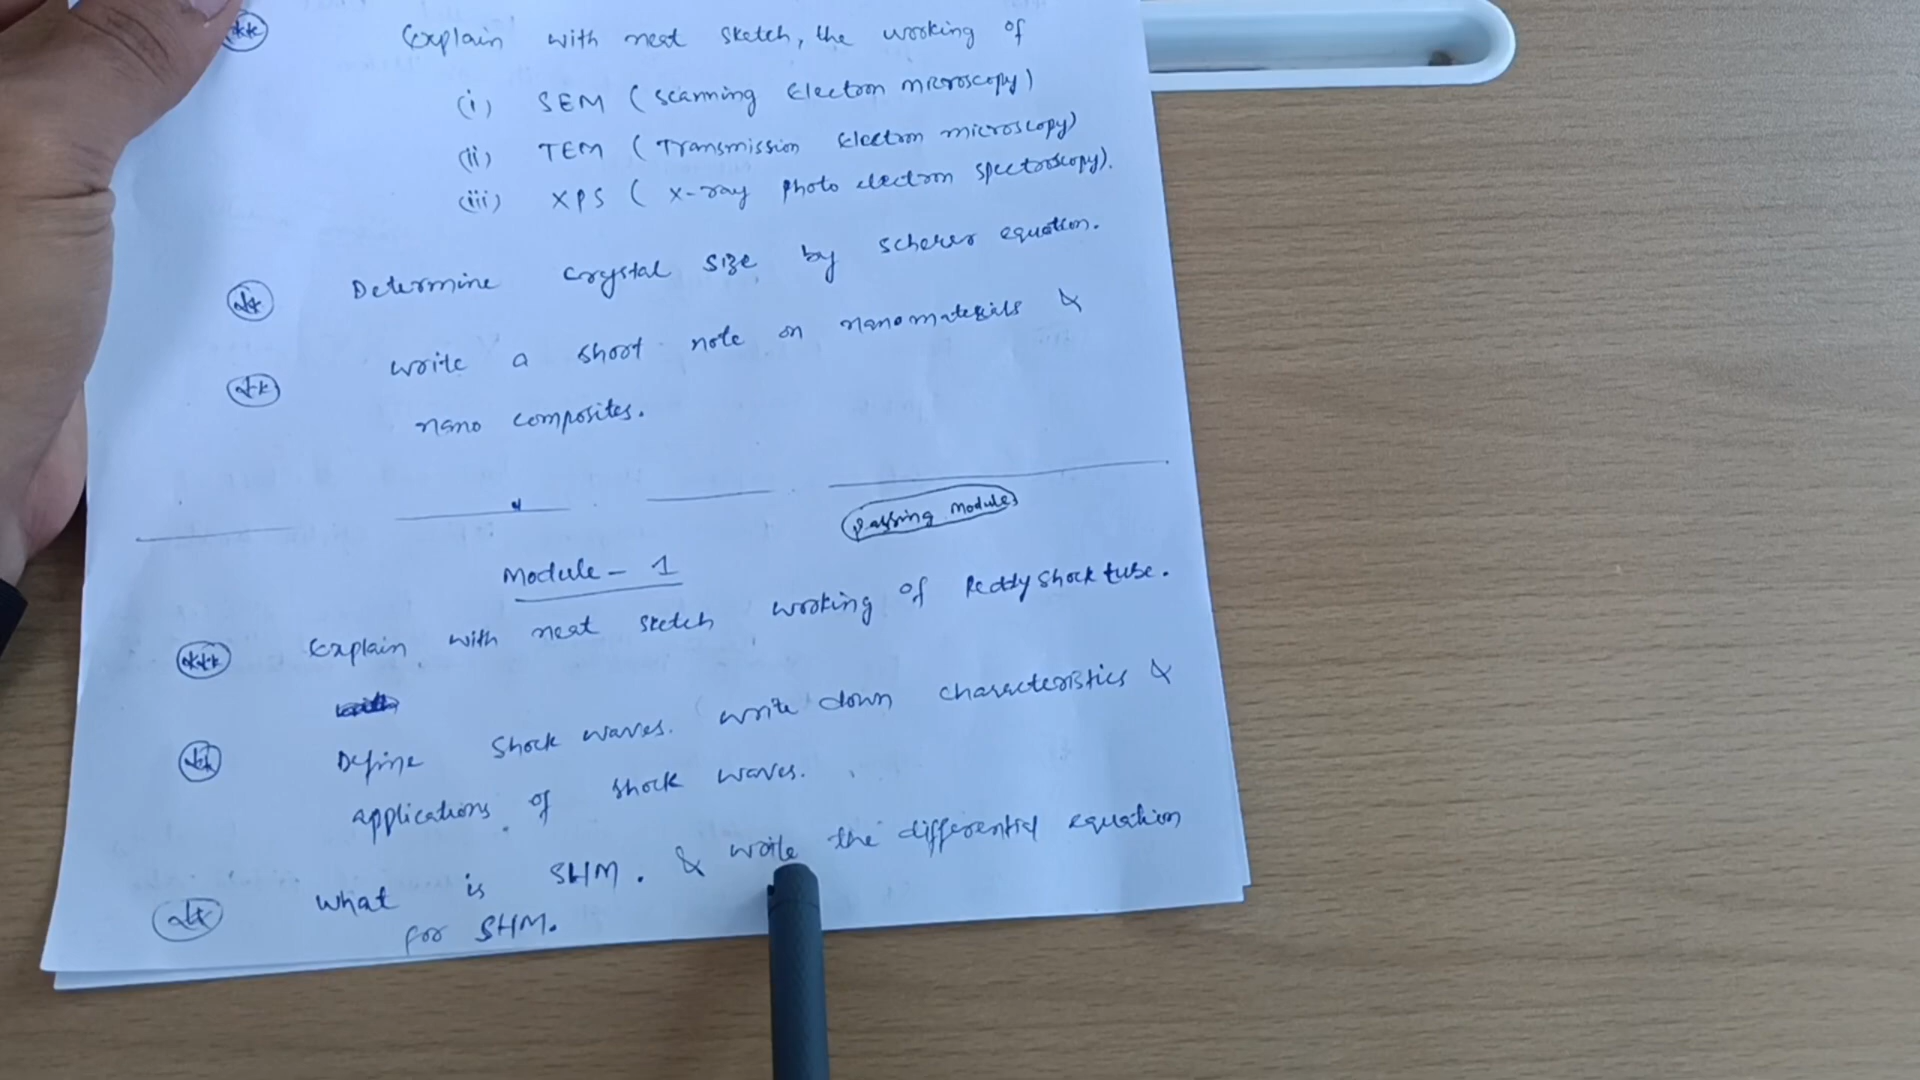 ** Explain with neat sketch, the working of
(i) SEM (Scanning Electron microscopy)
(ii) TEM (Transmission Electron microscopy)
(iii) XPS (X-ray photo electron spectroscopy).
** Determine crystal size by scherer equation.
** write a short note on nanomaterials &
nano composites.
passing modules
Module - 1
*** Explain with neat sketch working of Reddy shock tube.
** Define Shock waves. write down characteristics &
applications of shock waves.
** What is SHM. & write the differential equation
for SHM.